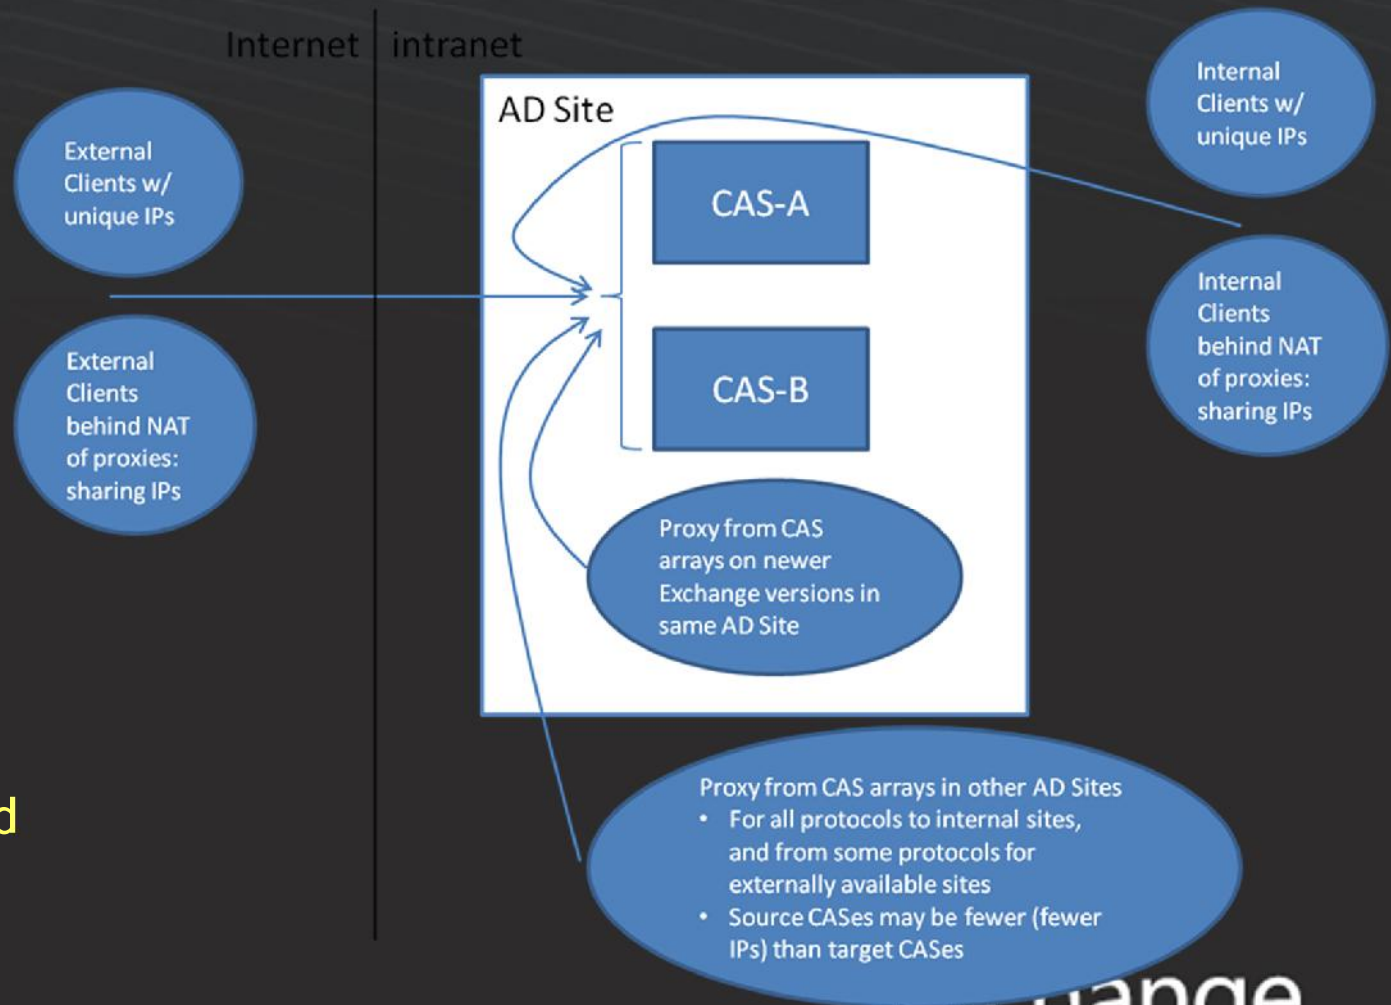 Internet intranet
AD Site
External
Clients w/
unique IPs
External
Clients
behind NAT
of proxies:
sharing IPs
CAS-A
CAS-B
Proxy from CAS
arrays on newer
Exchange versions in
same AD Site
Internal
Clients w/
unique IPs
Internal
Clients
behind NAT
of proxies:
sharing IPs
Proxy from CAS arrays in other AD Sites
• For all protocols to internal sites,
and from some protocols for
externally available sites
• Source CASes may be fewer (fewer
IPs) than target CASes